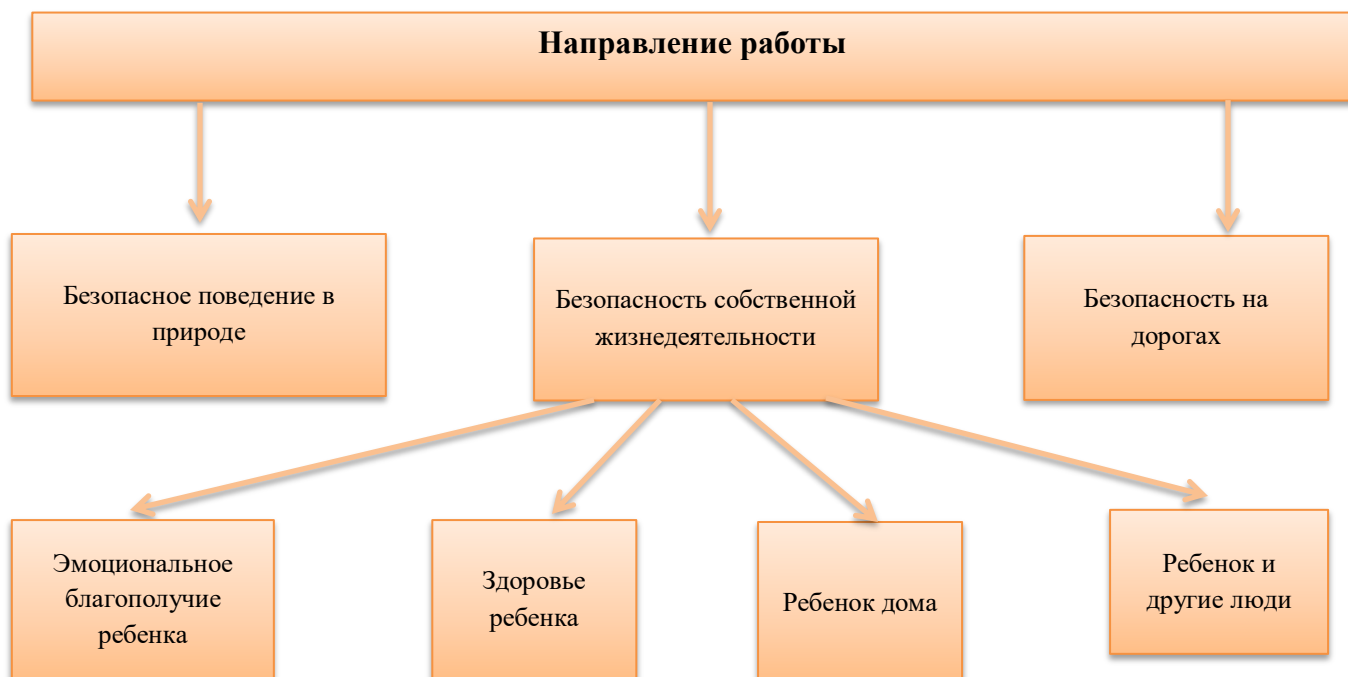 Направление работы
Безопасное поведение в
природе
Безопасность собственной
жизнедеятельности
Безопасность на
дорогах
Эмоциональное
благополучие
ребенка
Здоровье
ребенка
Ребенок дома
Ребенок и
другие люди